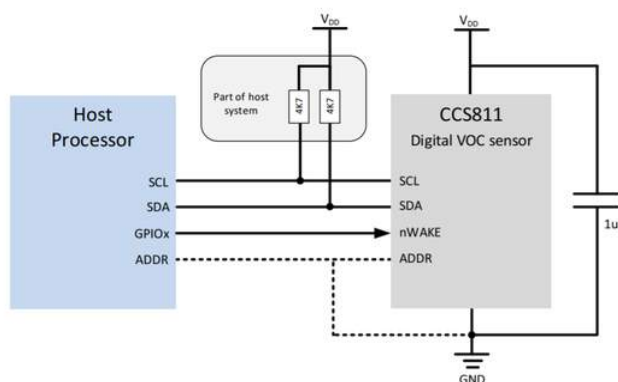 V_DD
V_DD
Part of host
system
4K7
4K7
Host
Processor
CCS811
Digital VOC sensor
SCL
SDA
GPIOx
ADDR
SCL
SDA
nWAKE
ADDR
1u
GND